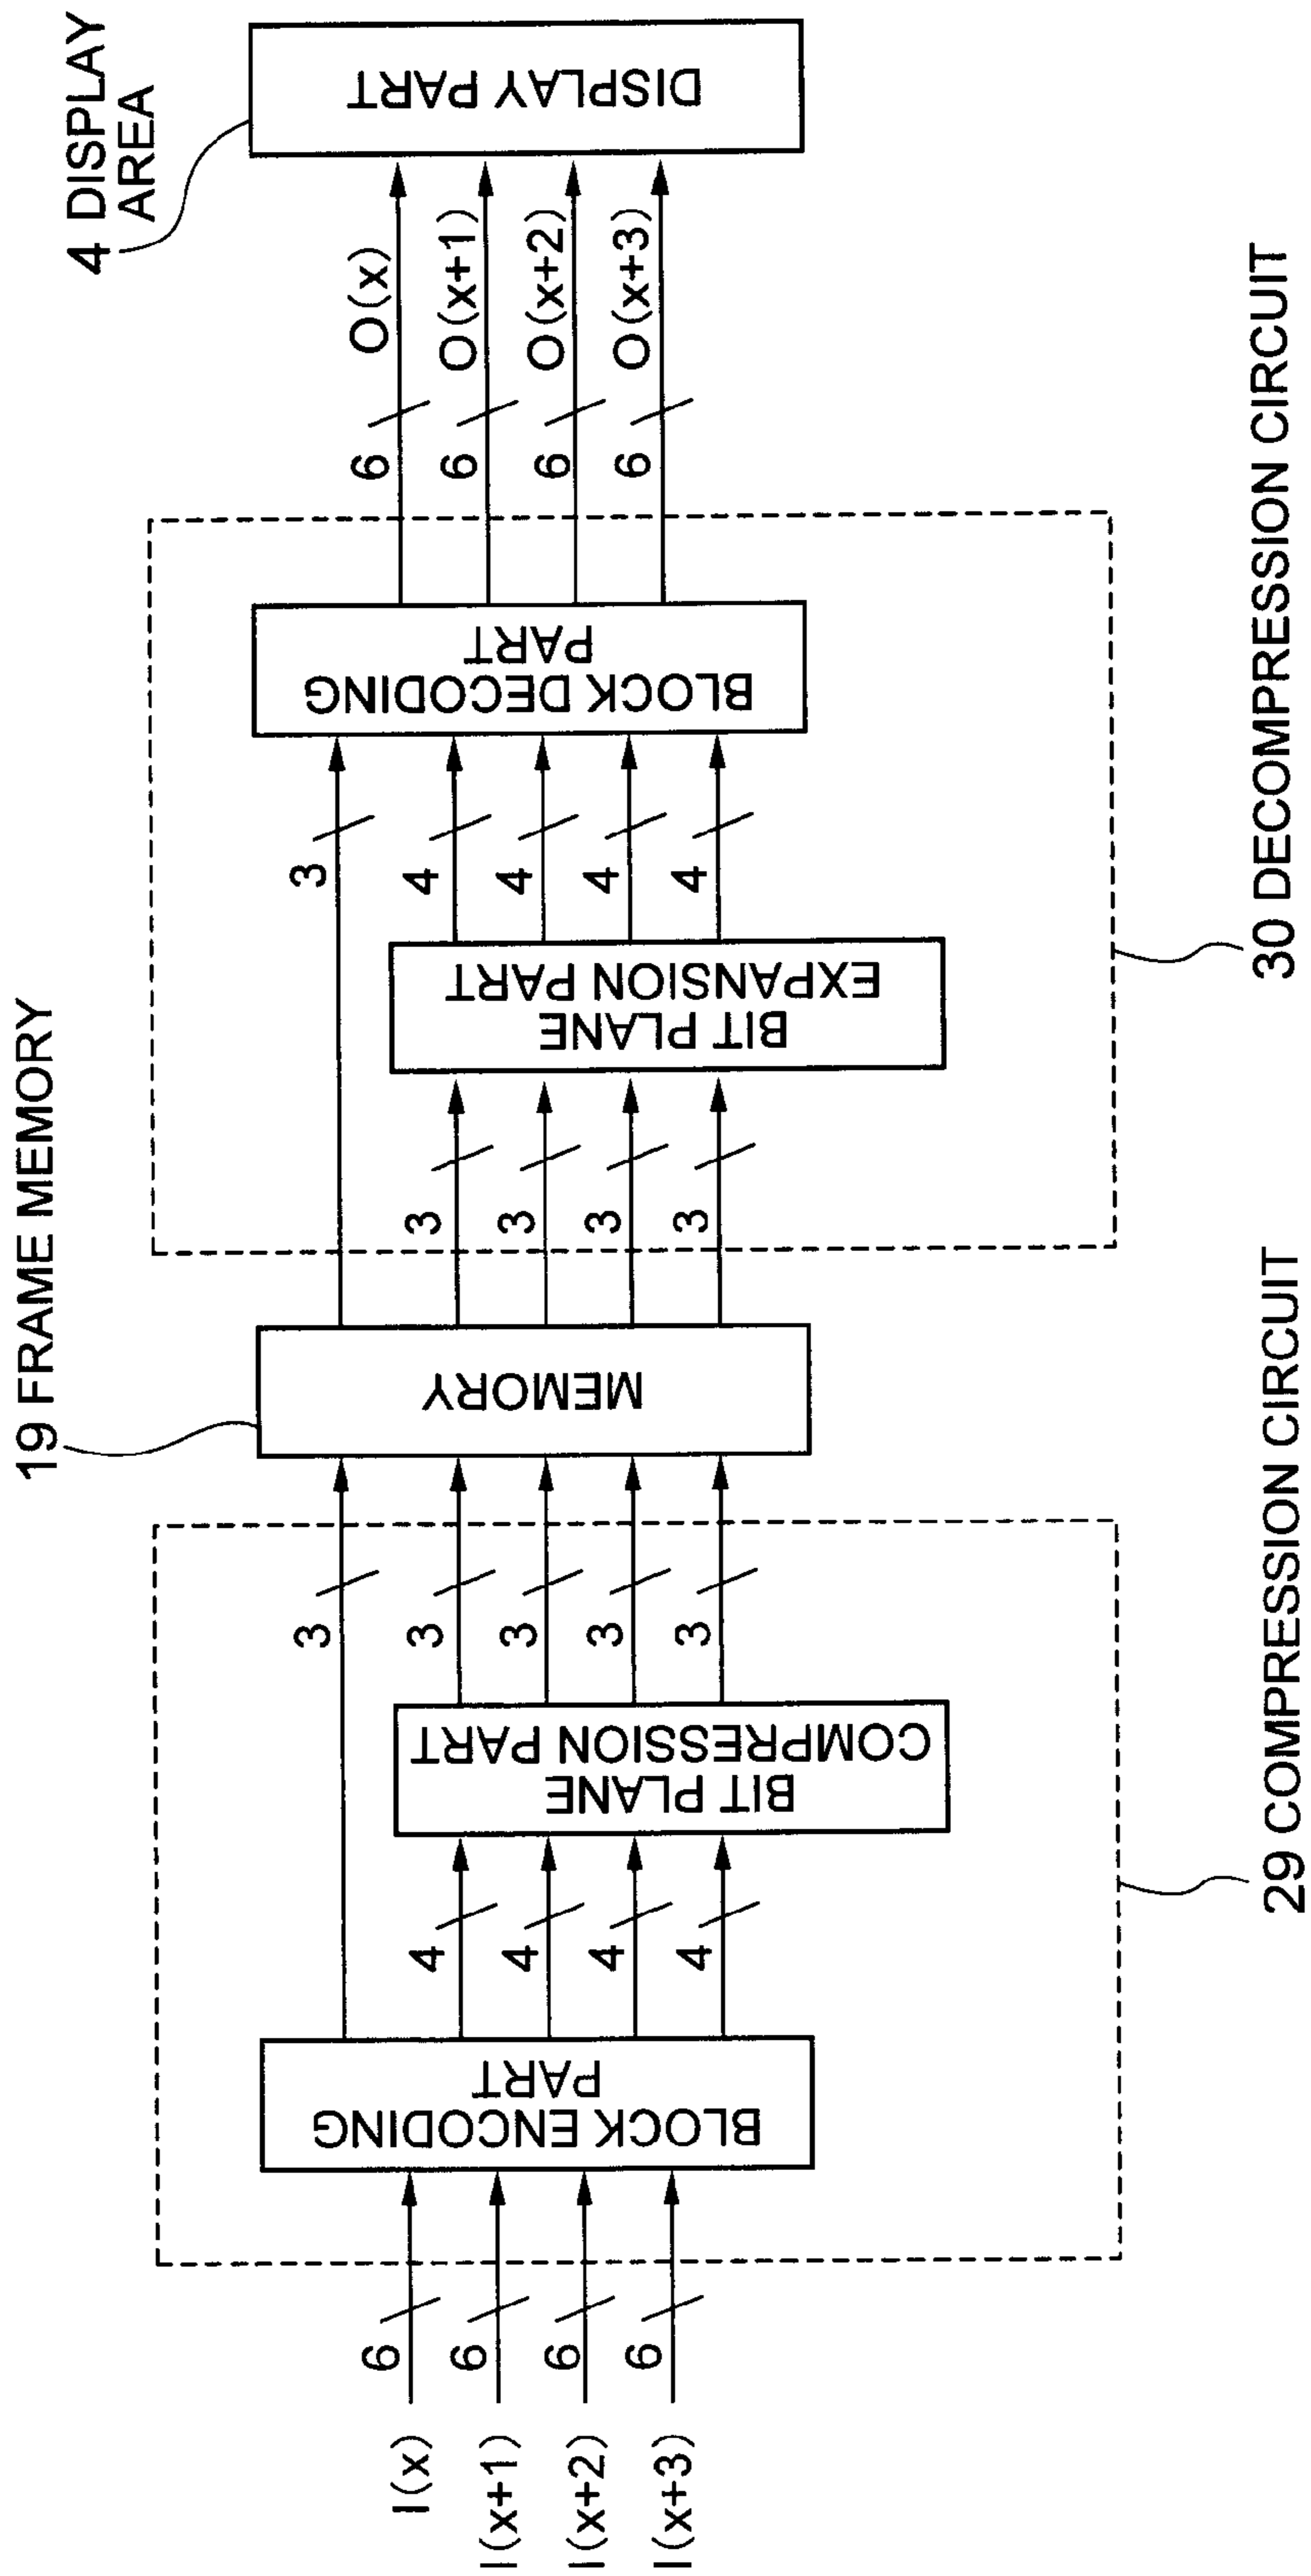 19 FRAME MEMORY
4 DISPLAY
AREA
I(x)
I(x+1)
I(x+2)
I(x+3)
6
6
6
6
BLOCK ENCODING
PART
4
4
4
4
BIT PLANE
COMPRESSION PART
3
3
3
3
3
MEMORY
3
3
3
3
BIT PLANE
EXPANSION PART
3
4
4
4
4
BLOCK DECODING
PART
6
6
6
6
O(x)
O(x+1)
O(x+2)
O(x+3)
DISPLAY PART
29 COMPRESSION CIRCUIT
30 DECOMPRESSION CIRCUIT